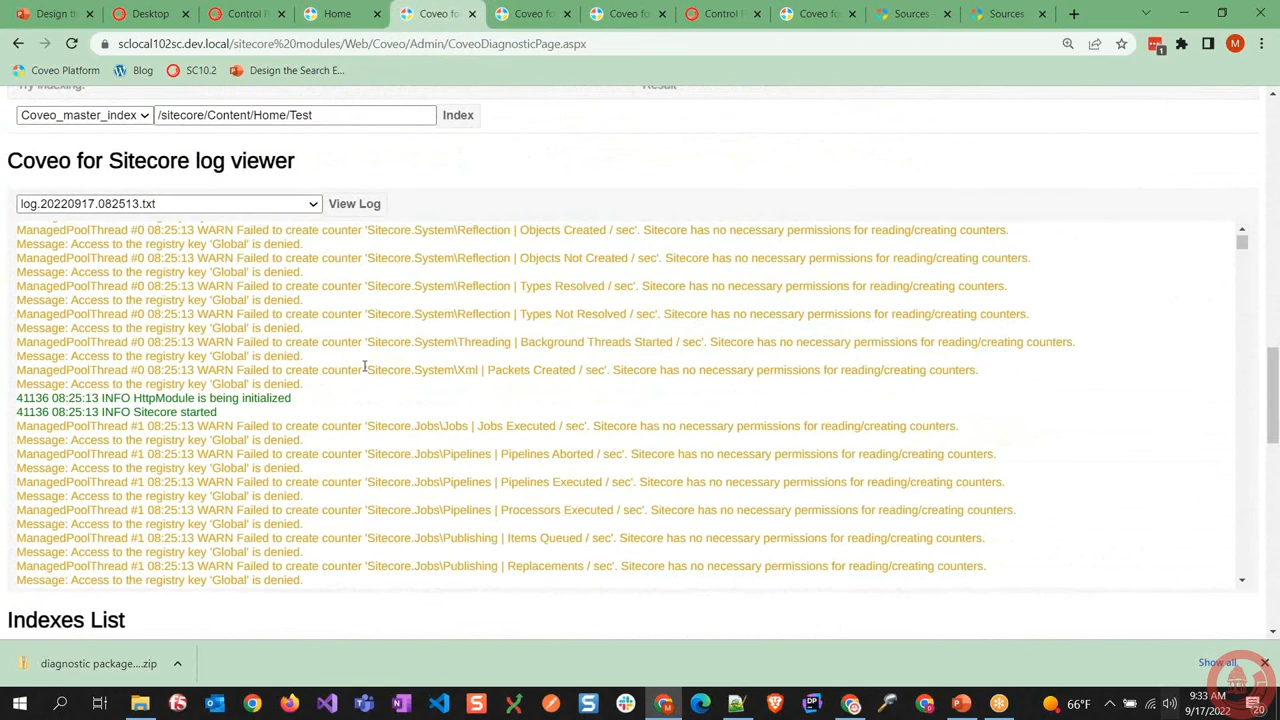 Design th
Desktop
Control P
Home
Coveo for
Coveo for
Coveo for
Control P
Coveo for
Sources –
Sources
sclocal102sc.dev.local/sitecore%20modules/Web/Coveo/Admin/CoveoDiagnosticPage.aspx
1
M
Coveo Platform
Blog
SC10.2
Design the Search E...
Try indexing:
Result
Coveo_master_index
/sitecore/Content/Home/Test
Index
Coveo for Sitecore log viewer
log.20220917.082513.txt
View Log
ManagedPoolThread #0 08:25:13 WARN Failed to create counter 'Sitecore.System\Reflection | Objects Created / sec'. Sitecore has no necessary permissions for reading/creating counters.
Message: Access to the registry key 'Global' is denied.
ManagedPoolThread #0 08:25:13 WARN Failed to create counter 'Sitecore.System\Reflection | Objects Not Created / sec'. Sitecore has no necessary permissions for reading/creating counters.
Message: Access to the registry key 'Global' is denied.
ManagedPoolThread #0 08:25:13 WARN Failed to create counter 'Sitecore.System\Reflection | Types Resolved / sec'. Sitecore has no necessary permissions for reading/creating counters.
Message: Access to the registry key 'Global' is denied.
ManagedPoolThread #0 08:25:13 WARN Failed to create counter 'Sitecore.System\Reflection | Types Not Resolved / sec'. Sitecore has no necessary permissions for reading/creating counters.
Message: Access to the registry key 'Global' is denied.
ManagedPoolThread #0 08:25:13 WARN Failed to create counter 'Sitecore.System\Threading | Background Threads Started / sec'. Sitecore has no necessary permissions for reading/creating counters.
Message: Access to the registry key 'Global' is denied.
ManagedPoolThread #0 08:25:13 WARN Failed to create counter 'Sitecore.System\Xml | Packets Created / sec'. Sitecore has no necessary permissions for reading/creating counters.
Message: Access to the registry key 'Global' is denied.
41136 08:25:13 INFO HttpModule is being initialized
41136 08:25:13 INFO Sitecore started
ManagedPoolThread #1 08:25:13 WARN Failed to create counter 'Sitecore.Jobs\Jobs | Jobs Executed / sec'. Sitecore has no necessary permissions for reading/creating counters.
Message: Access to the registry key 'Global' is denied.
ManagedPoolThread #1 08:25:13 WARN Failed to create counter 'Sitecore.Jobs\Pipelines | Pipelines Aborted / sec'. Sitecore has no necessary permissions for reading/creating counters.
Message: Access to the registry key 'Global' is denied.
ManagedPoolThread #1 08:25:13 WARN Failed to create counter 'Sitecore.Jobs\Pipelines | Pipelines Executed / sec'. Sitecore has no necessary permissions for reading/creating counters.
Message: Access to the registry key 'Global' is denied.
ManagedPoolThread #1 08:25:13 WARN Failed to create counter 'Sitecore.Jobs\Pipelines | Processors Executed / sec'. Sitecore has no necessary permissions for reading/creating counters.
Message: Access to the registry key 'Global' is denied.
ManagedPoolThread #1 08:25:13 WARN Failed to create counter 'Sitecore.Jobs\Publishing | Items Queued / sec'. Sitecore has no necessary permissions for reading/creating counters.
Message: Access to the registry key 'Global' is denied.
ManagedPoolThread #1 08:25:13 WARN Failed to create counter 'Sitecore.Jobs\Publishing | Replacements / sec'. Sitecore has no necessary permissions for reading/creating counters.
Message: Access to the registry key 'Global' is denied.
Indexes List
diagnostic package....zip
Show all
66°F
9:33 AM
9/17/2022
20